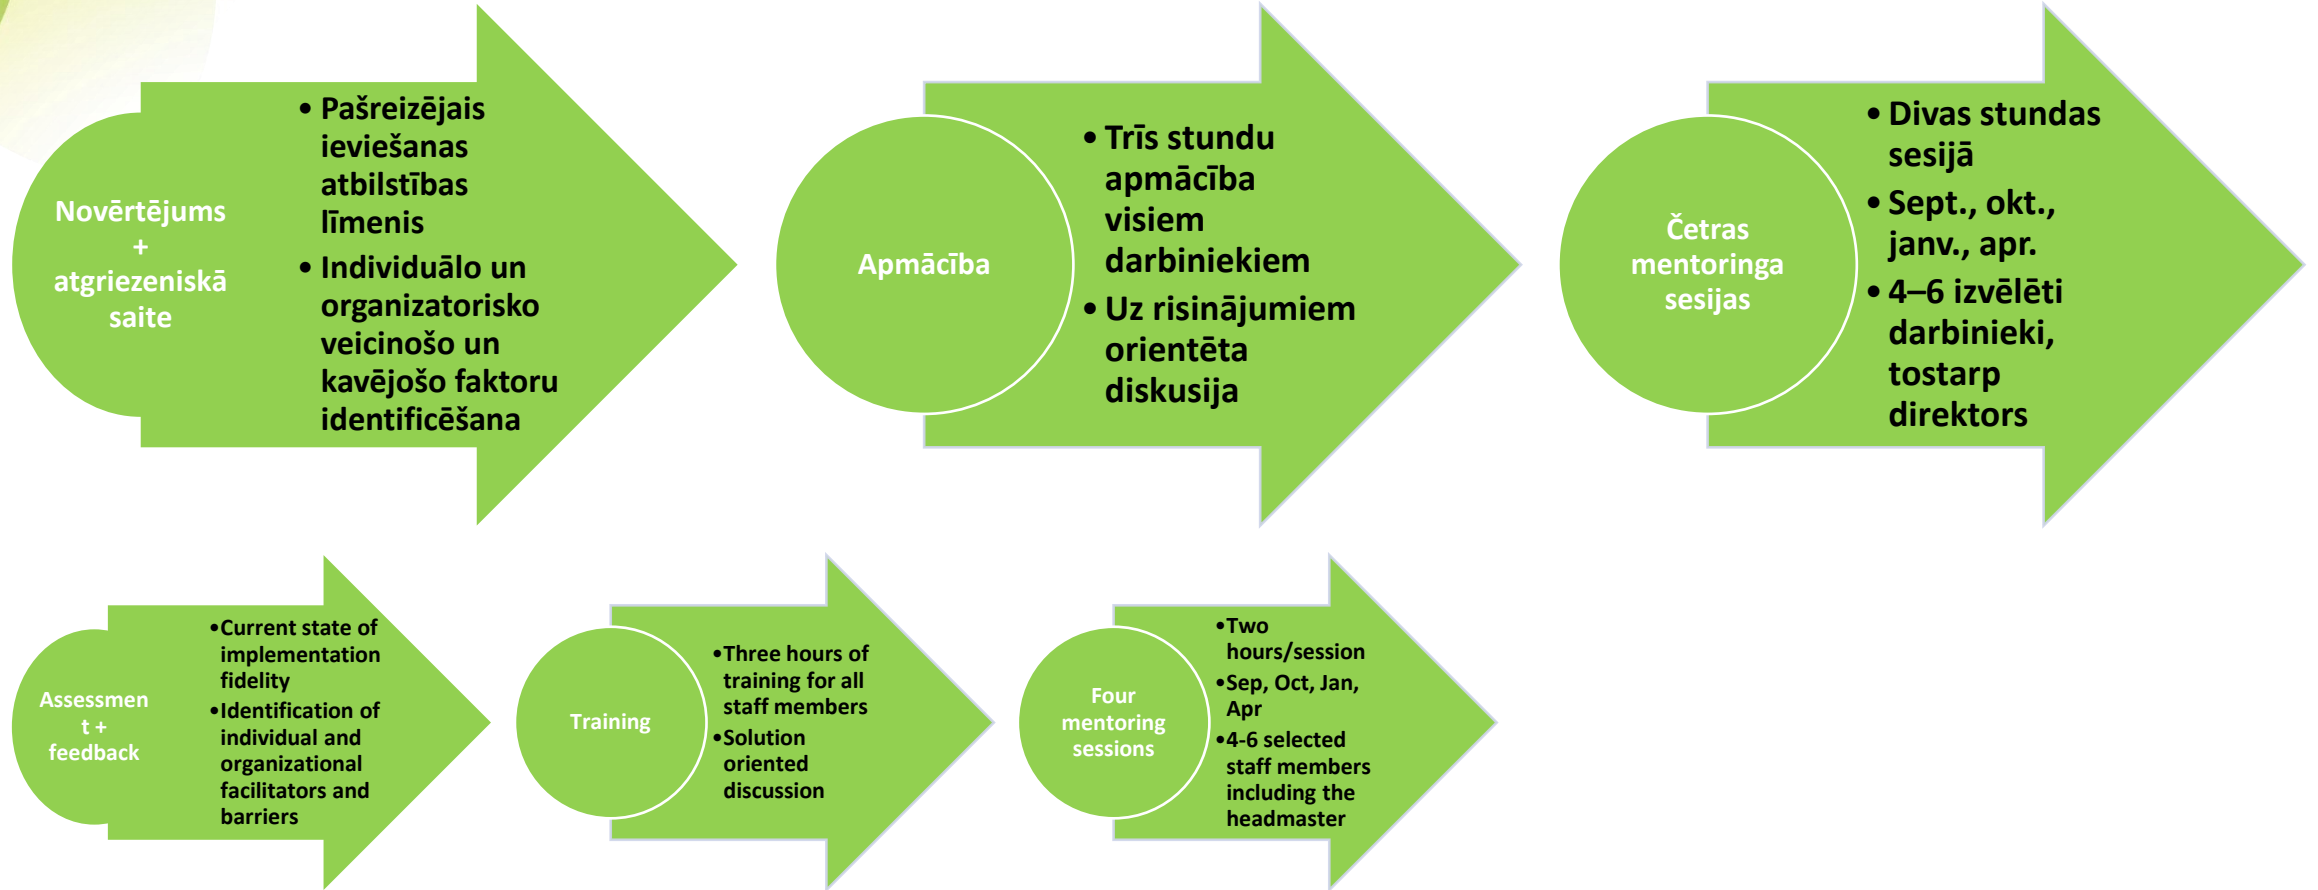 Novērtējums
+
atgriezeniskā
saite
• Pašreizējais
ieviešanas
atbilstības
līmenis
• Individuālo un
organizatorisko
veicinošo un
kavējošo faktoru
identificēšana
Apmācība
• Trīs stundu
apmācība
visiem
darbiniekiem
• Uz risinājumiem
orientēta
diskusija
Četras
mentoringa
sesijas
• Divas stundas
sesijā
• Sept., okt.,
janv., apr.
• 4–6 izvēlēti
darbinieki,
tostarp
direktors
Assessmen
t +
feedback
•Current state of
implementation
fidelity
•Identification of
individual and
organizational
facilitators and
barriers
Training
•Three hours of
training for all
staff members
•Solution
oriented
discussion
Four
mentoring
sessions
•Two
hours/session
•Sep, Oct, Jan,
Apr
•4-6 selected
staff members
including the
headmaster